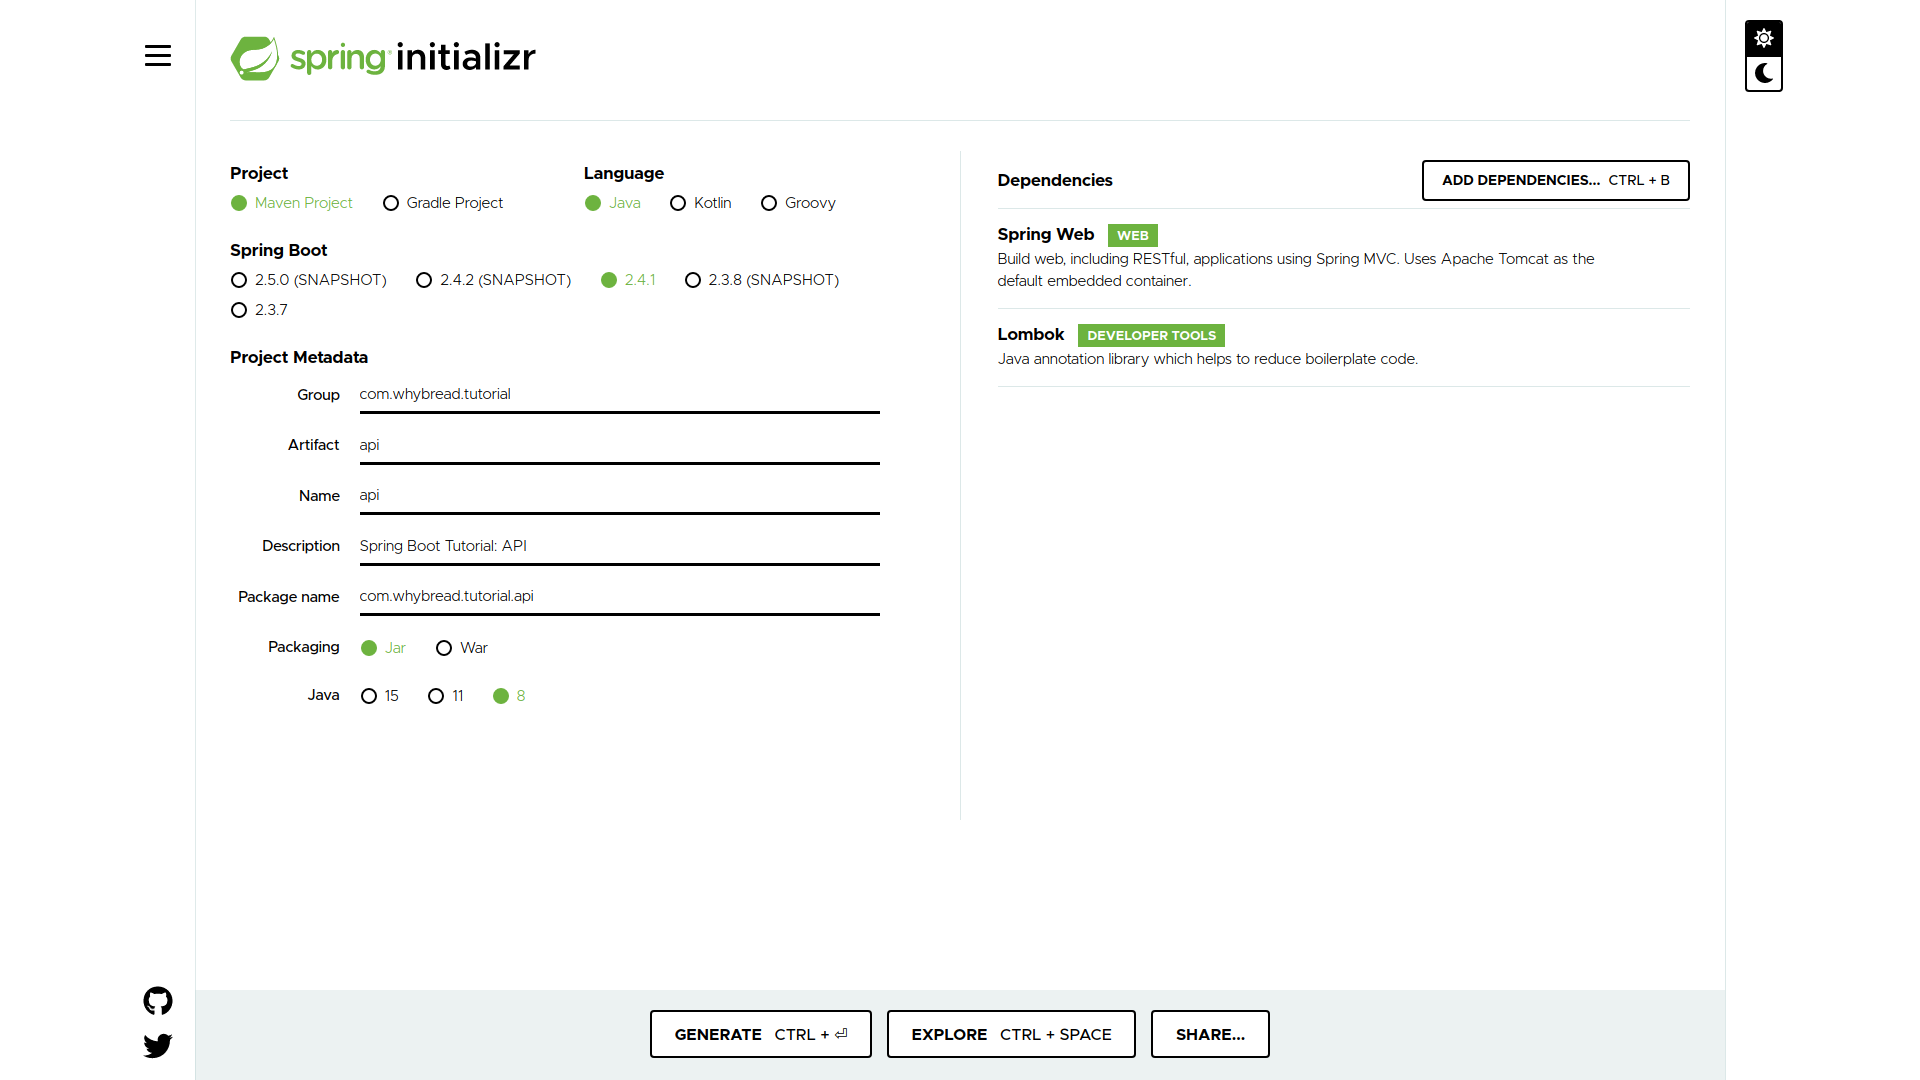 spring initializr
Project
Maven Project Gradle Project
Language
Java Kotlin Groovy
Spring Boot
2.5.0 (SNAPSHOT) 2.4.2 (SNAPSHOT) 2.4.1 2.3.8 (SNAPSHOT)
2.3.7
Project Metadata
Group com.whybread.tutorial
Artifact api
Name api
Description Spring Boot Tutorial: API
Package name com.whybread.tutorial.api
Packaging Jar War
Java 15 11 8
Dependencies ADD DEPENDENCIES... CTRL + B
Spring Web WEB
Build web, including RESTful, applications using Spring MVC. Uses Apache Tomcat as the
default embedded container.
Lombok DEVELOPER TOOLS
Java annotation library which helps to reduce boilerplate code.
GENERATE CTRL + ⏎ EXPLORE CTRL + SPACE SHARE...